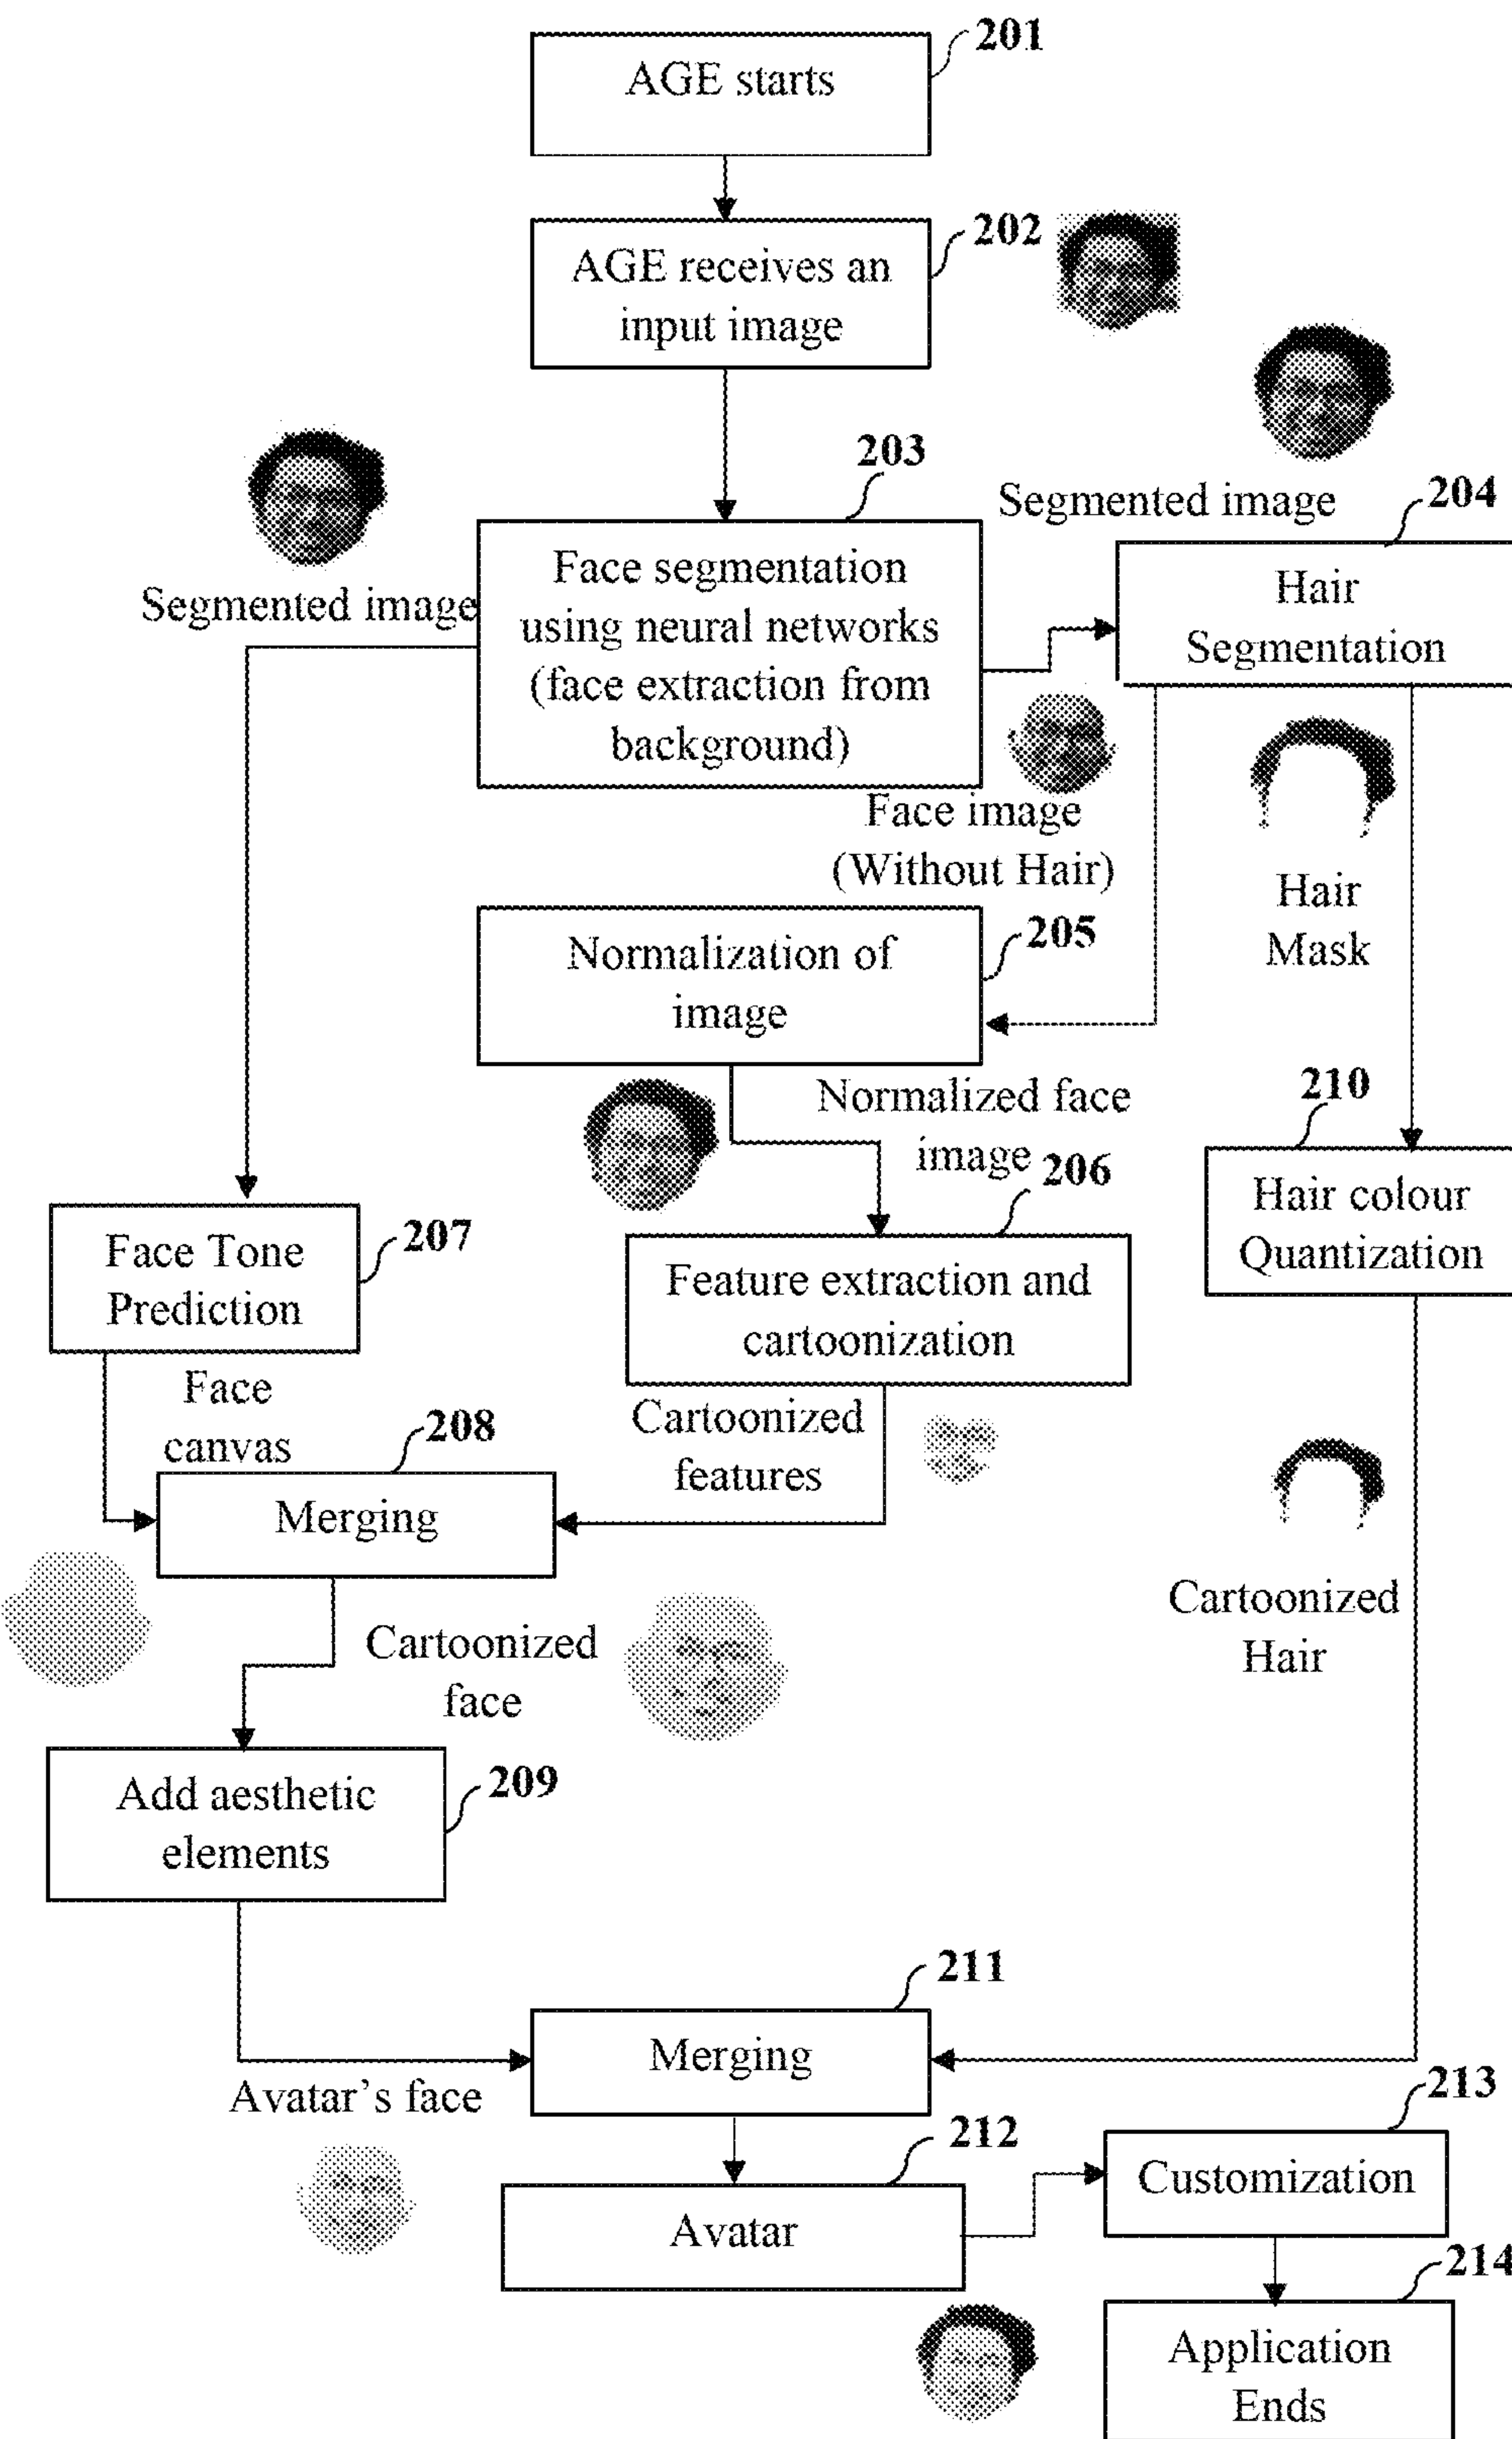 201
AGE starts
202
AGE receives an
input image
203
Segmented image
204
Face segmentation
using neural networks
(face extraction from
background)
Segmented image
Hair
Segmentation
Face image
(Without Hair)
Hair
Mask
205
Normalization of
image
Normalized face
image
206
210
Hair colour
Quantization
207
Face Tone
Prediction
Feature extraction and
cartoonization
Face
canvas
208
Cartoonized
features
Merging
Cartoonized
Hair
Cartoonized
face
209
Add aesthetic
elements
211
Merging
Avatar's face
212
213
Avatar
Customization
214
Application
Ends